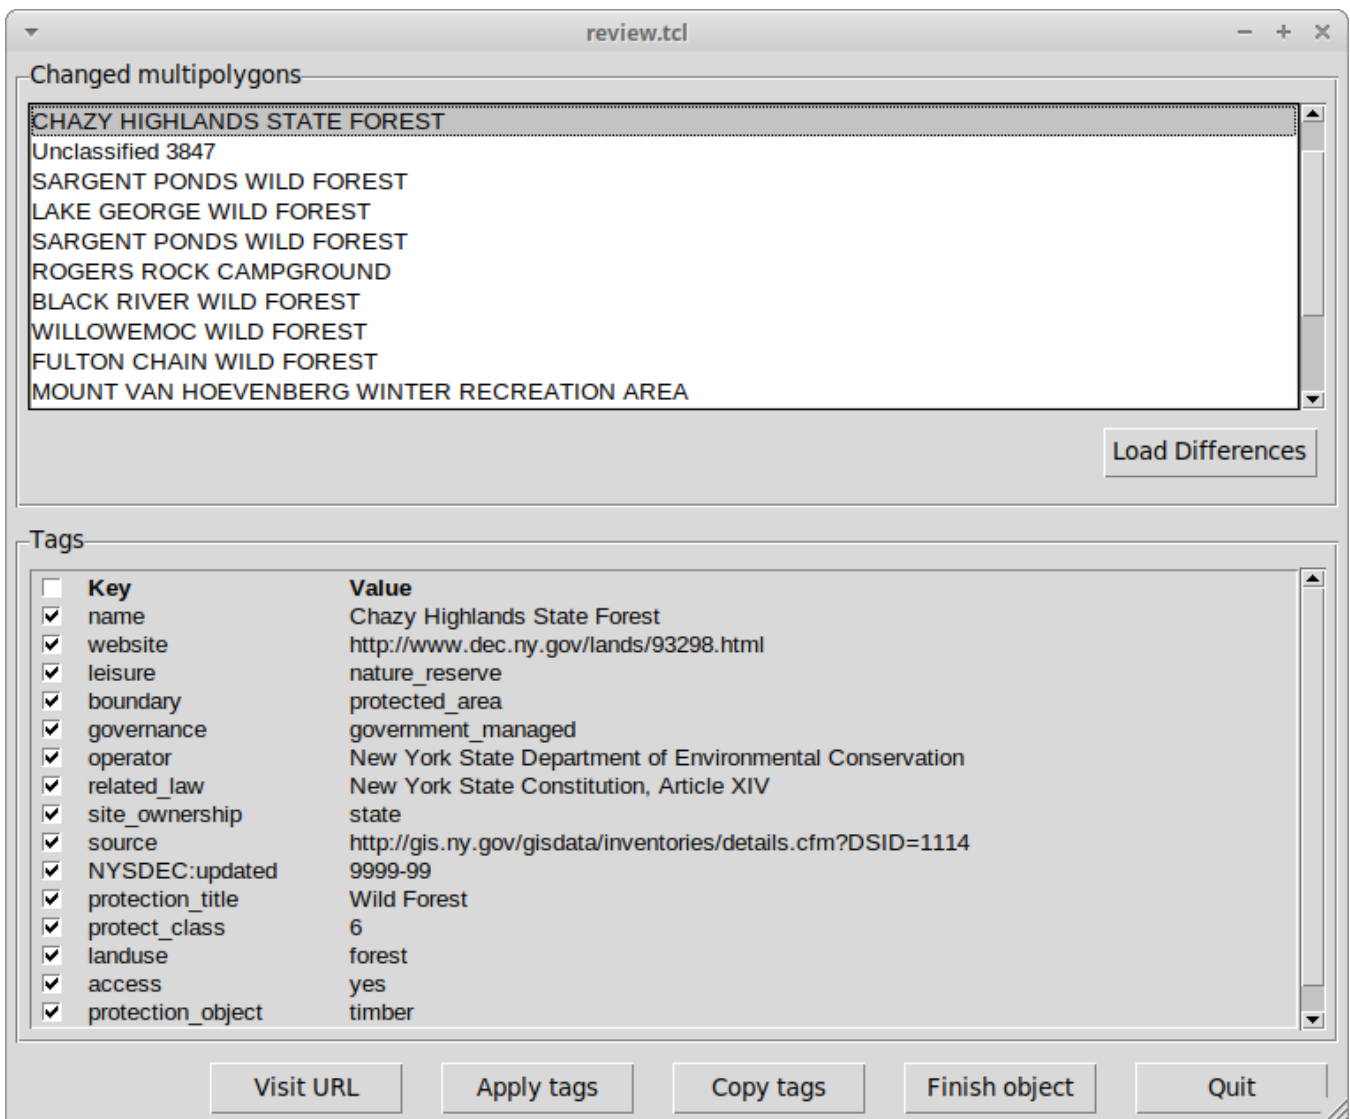 review.tcl
Changed multipolygons
CHAZY HIGHLANDS STATE FOREST
Unclassified 3847
SARGENT PONDS WILD FOREST
LAKE GEORGE WILD FOREST
SARGENT PONDS WILD FOREST
ROGERS ROCK CAMPGROUND
BLACK RIVER WILD FOREST
WILLOWEMOC WILD FOREST
FULTON CHAIN WILD FOREST
MOUNT VAN HOEVENBERG WINTER RECREATION AREA
Load Differences
Tags
Key Value
name Chazy Highlands State Forest
website http://www.dec.ny.gov/lands/93298.html
leisure nature_reserve
boundary protected_area
governance government_managed
operator New York State Department of Environmental Conservation
related_law New York State Constitution, Article XIV
site_ownership state
source http://gis.ny.gov/gisdata/inventories/details.cfm?DSID=1114
NYSDEC:updated 9999-99
protection_title Wild Forest
protect_class 6
landuse forest
access yes
protection_object timber
Visit URL Apply tags Copy tags Finish object Quit